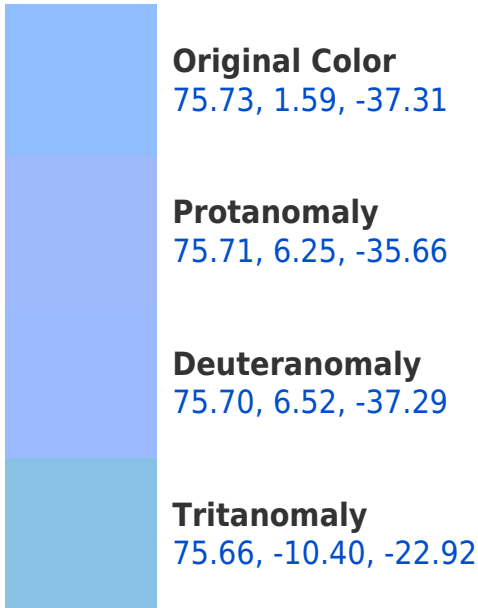 Original Color
75.73, 1.59, -37.31
Protanomaly
75.71, 6.25, -35.66
Deuteranomaly
75.70, 6.52, -37.29
Tritanomaly
75.66, -10.40, -22.92